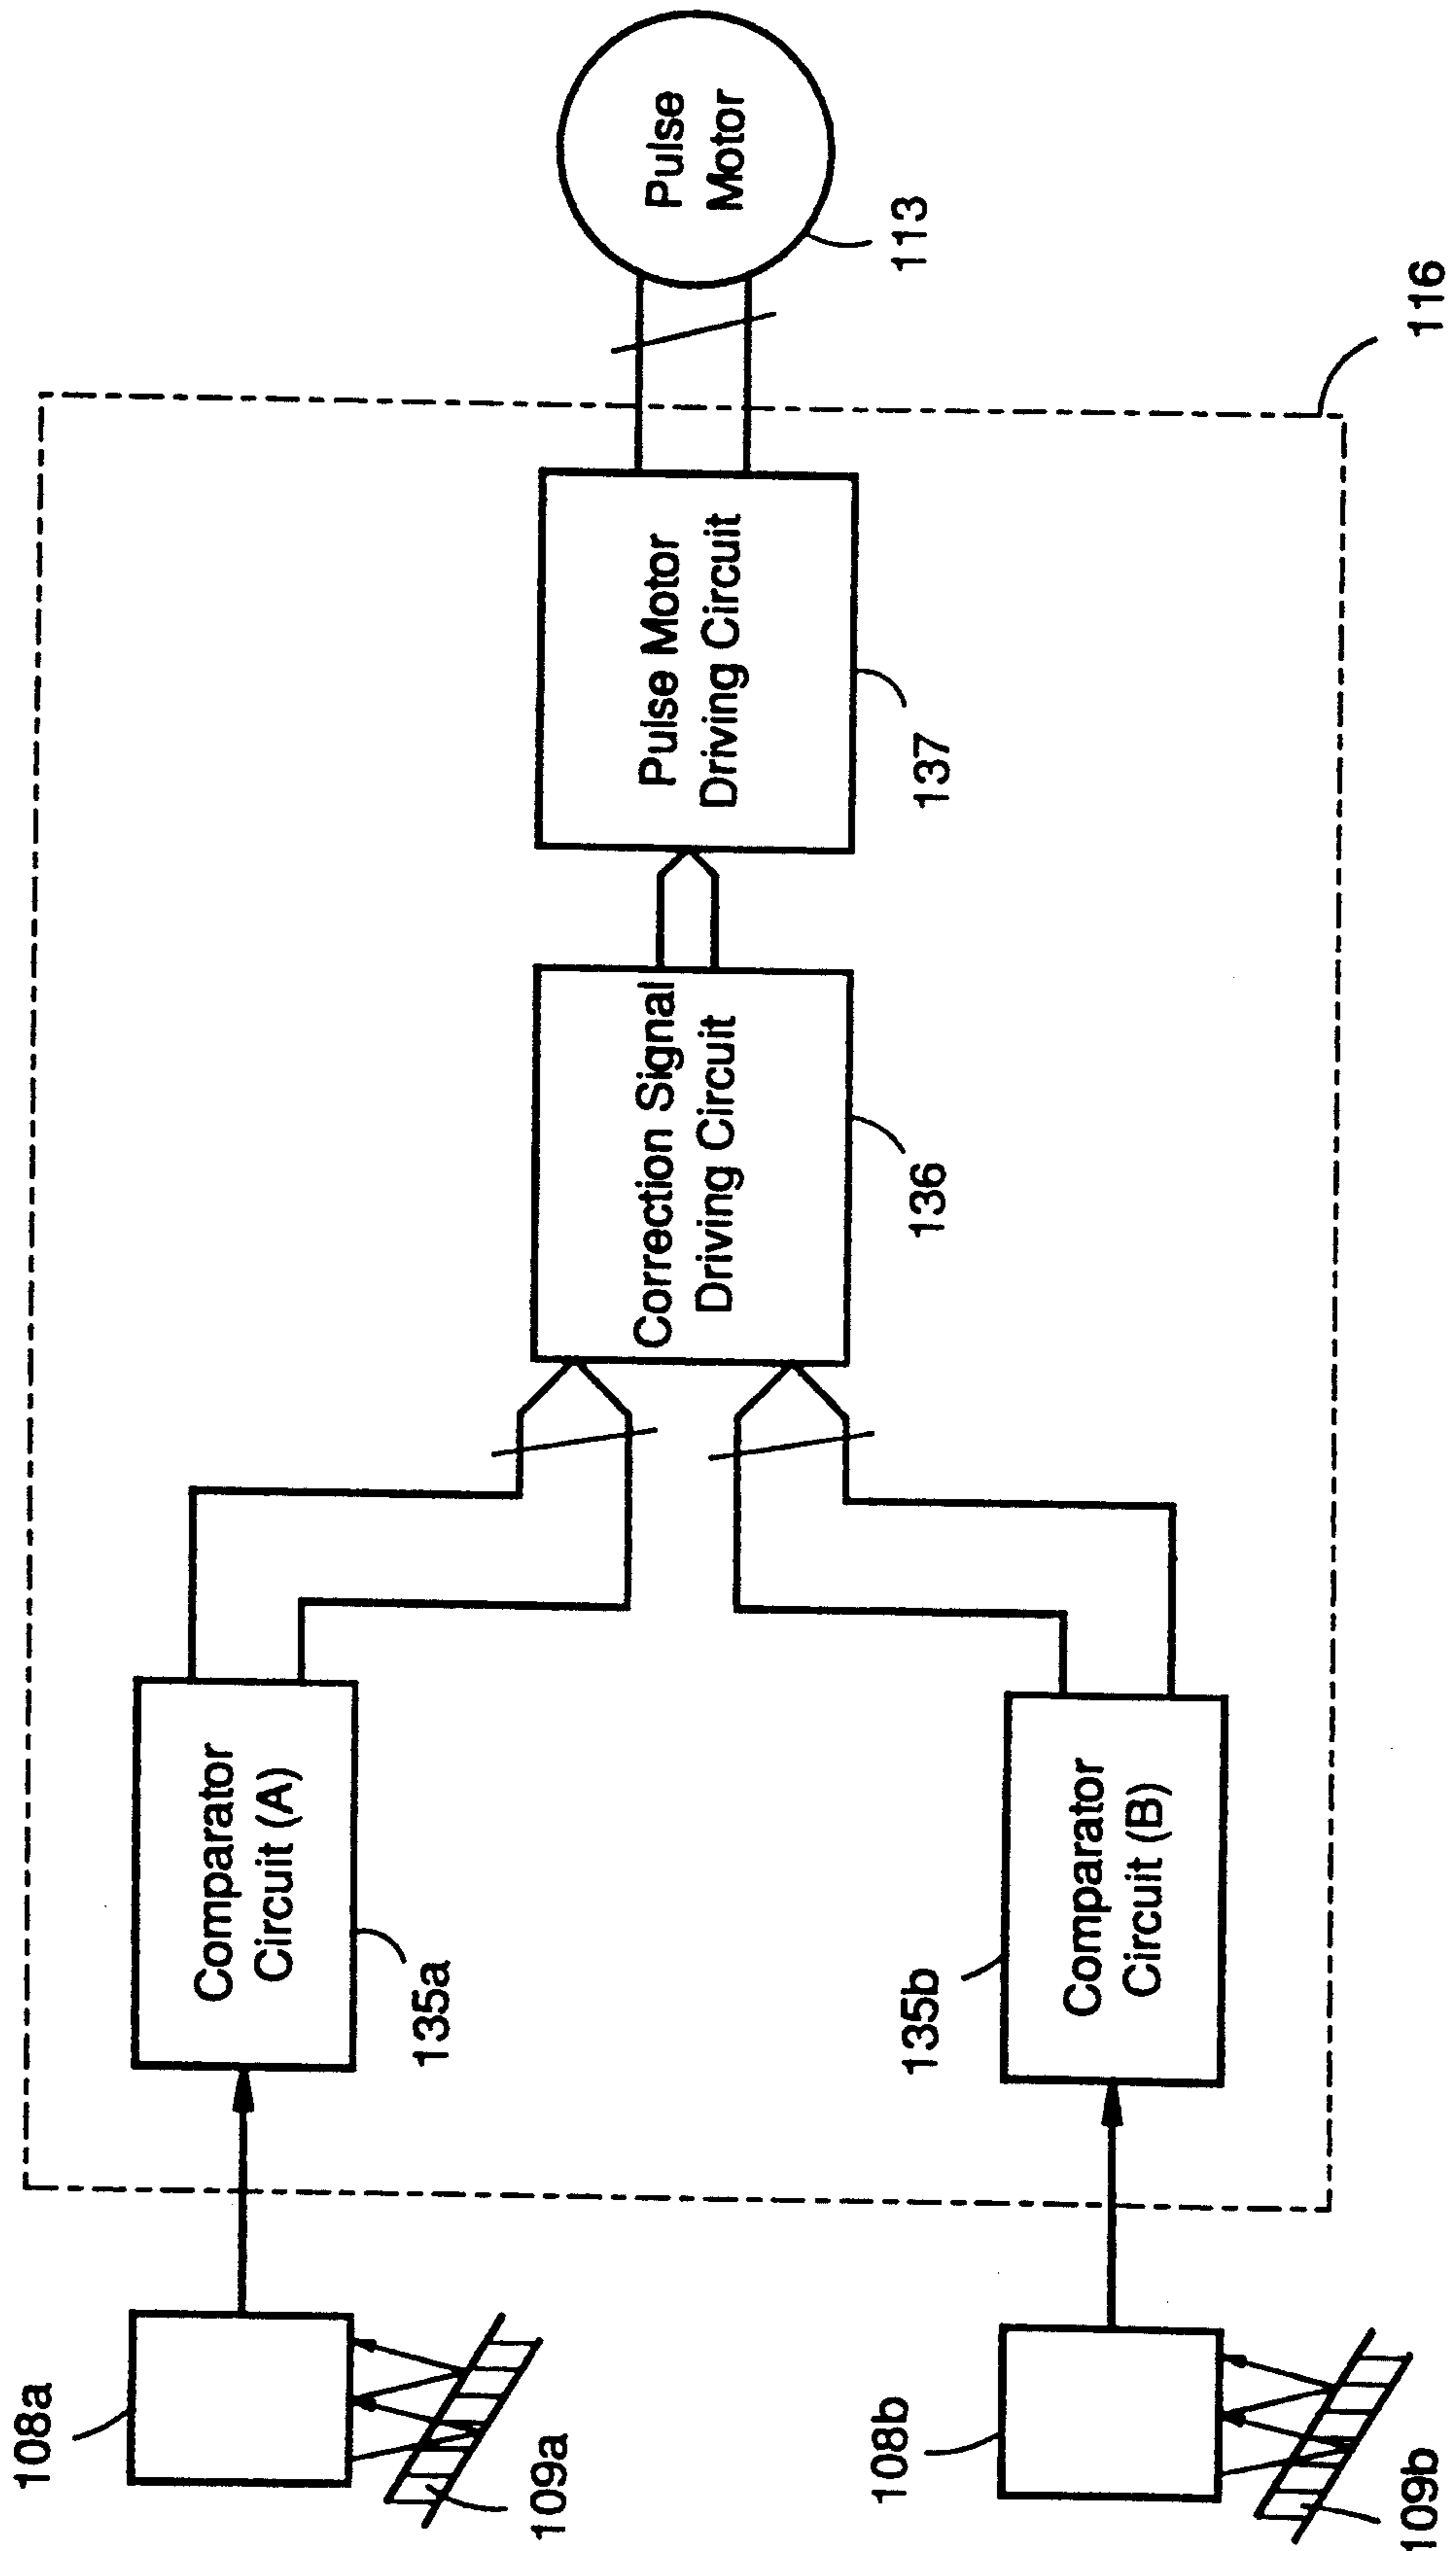 108a
109a
Comparator
Circuit (A)
135a
108b
109b
Comparator
Circuit (B)
135b
Correction Signal
Driving Circuit
136
Pulse Motor
Driving Circuit
137
Pulse
Motor
113
116